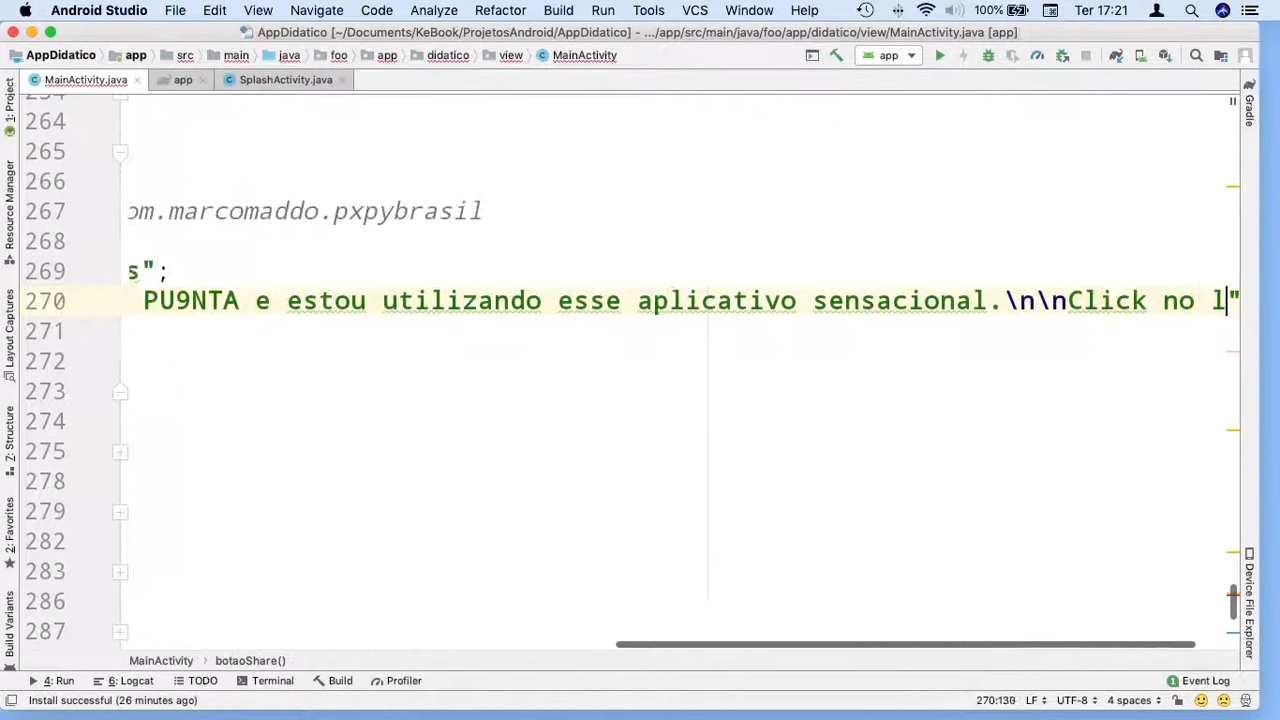 Android Studio File Edit View Navigate Code Analyze Refactor Build Run Tools VCS Window Help 100% Ter 17:21
AppDidatico [~/Documents/KeBook/ProjetosAndroid/AppDidatico] - .../app/src/main/java/foo/app/didatico/view/MainActivity.java [app]
AppDidatico app src main java foo app didatico view MainActivity app
MainActivity.java app SplashActivity.java
1: Project
Resource Manager
Layout Captures
7: Structure
2: Favorites
Build Variants
264
265
266
267 om.marcomaddo.pxpybrasil
268
269 s";
270 PU9NTA e estou utilizando esse aplicativo sensacional.\n\nClick no l"
271
272
273
274
275
278
279
282
283
286
287
Gradle
Device File Explorer
MainActivity botaoShare()
4: Run 6: Logcat TODO Terminal Build Profiler 1 Event Log
Install successful (26 minutes ago) 270:130 LF UTF-8 4 spaces